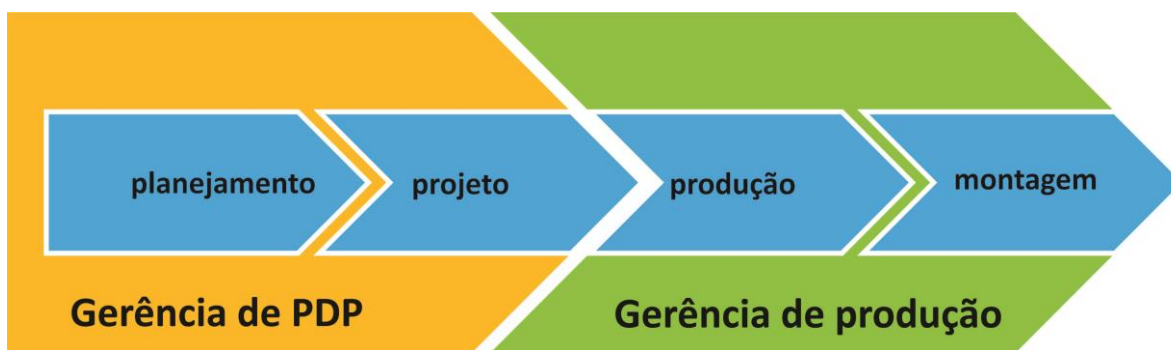 planejamento
projeto
produção
montagem
Gerência de PDP
Gerência de produção